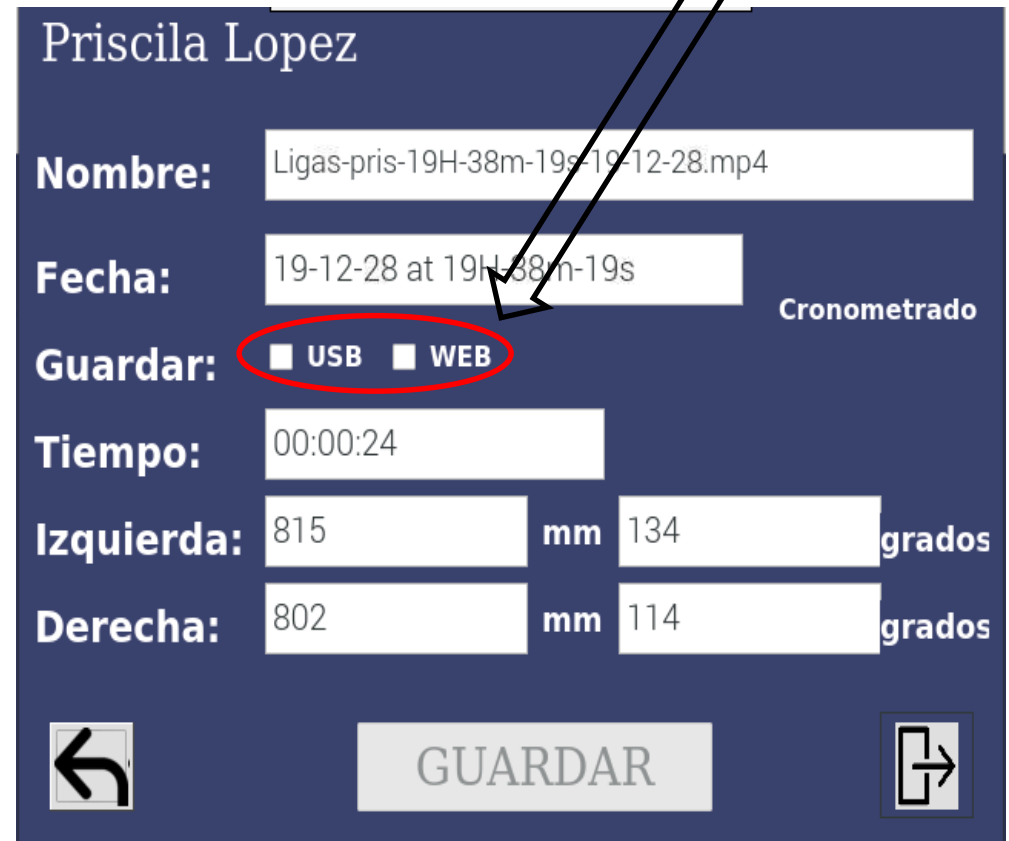 Priscila Lopez
Nombre: Ligas-pris-19H-38m-19s-19-12-28.mp4
Fecha: 19-12-28 at 19H-38m-19s
Cronometrado
Guardar: USB WEB
Tiempo: 00:00:24
Izquierda: 815 mm 134 grados
Derecha: 802 mm 114 grados
GUARDAR